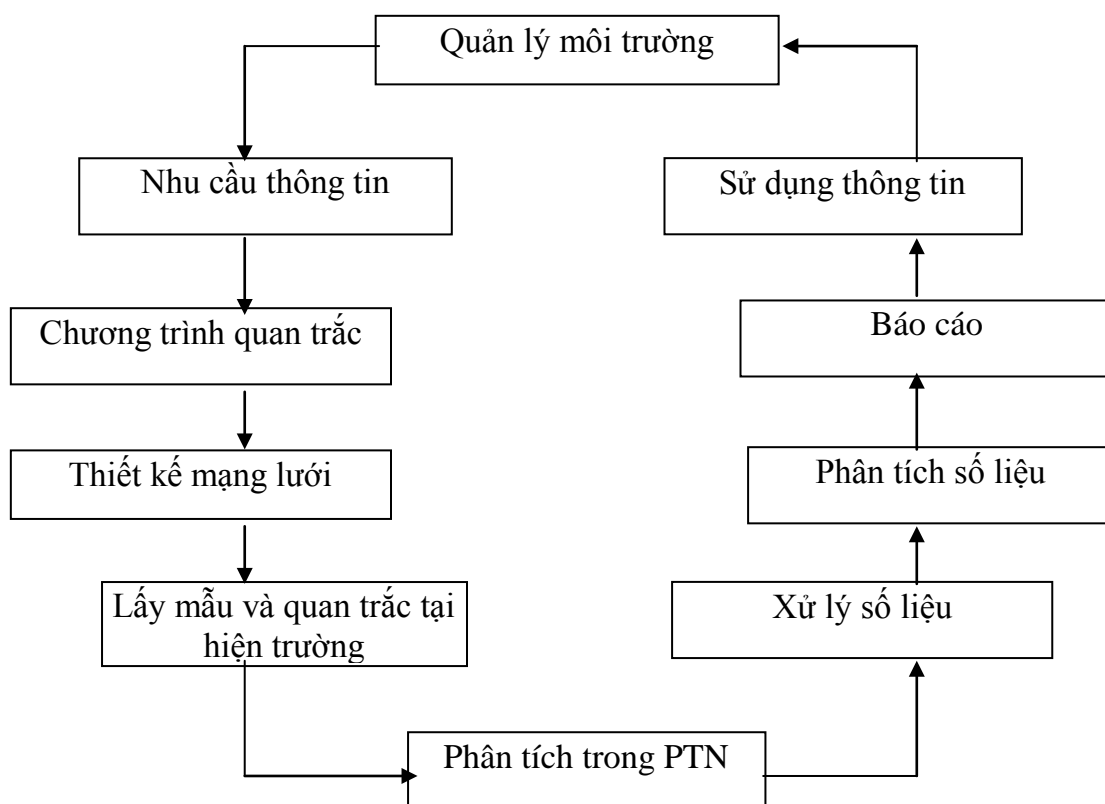 Quản lý môi trường
Nhu cầu thông tin
Sử dụng thông tin
Chương trình quan trắc
Báo cáo
Thiết kế mạng lưới
Phân tích số liệu
Lấy mẫu và quan trắc tại
hiện trường
Xử lý số liệu
Phân tích trong PTN